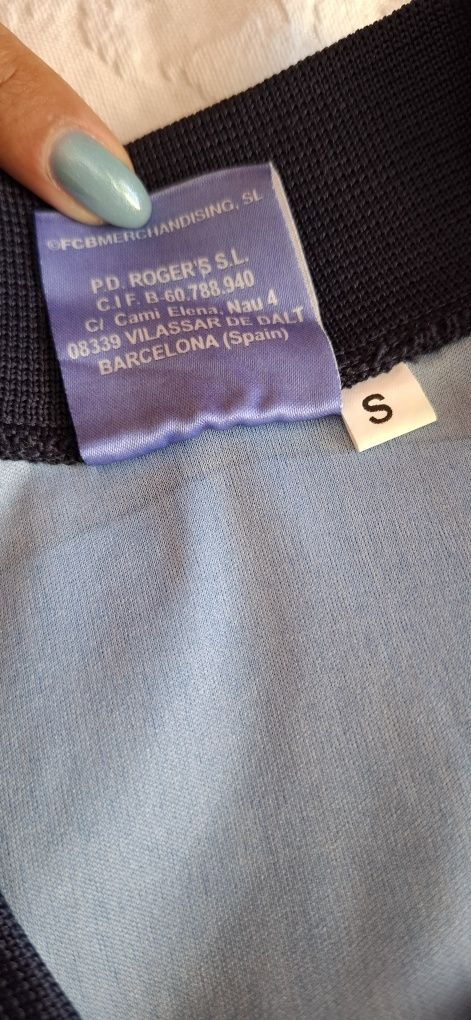 ©FCBMERCHANDISING, SL
P.D. ROGER'S S.L.
C.I F. B-60.788.940
C/ Cami Elena, Nau 4
08339 VILASSAR DE DALT
BARCELONA (Spain)
S